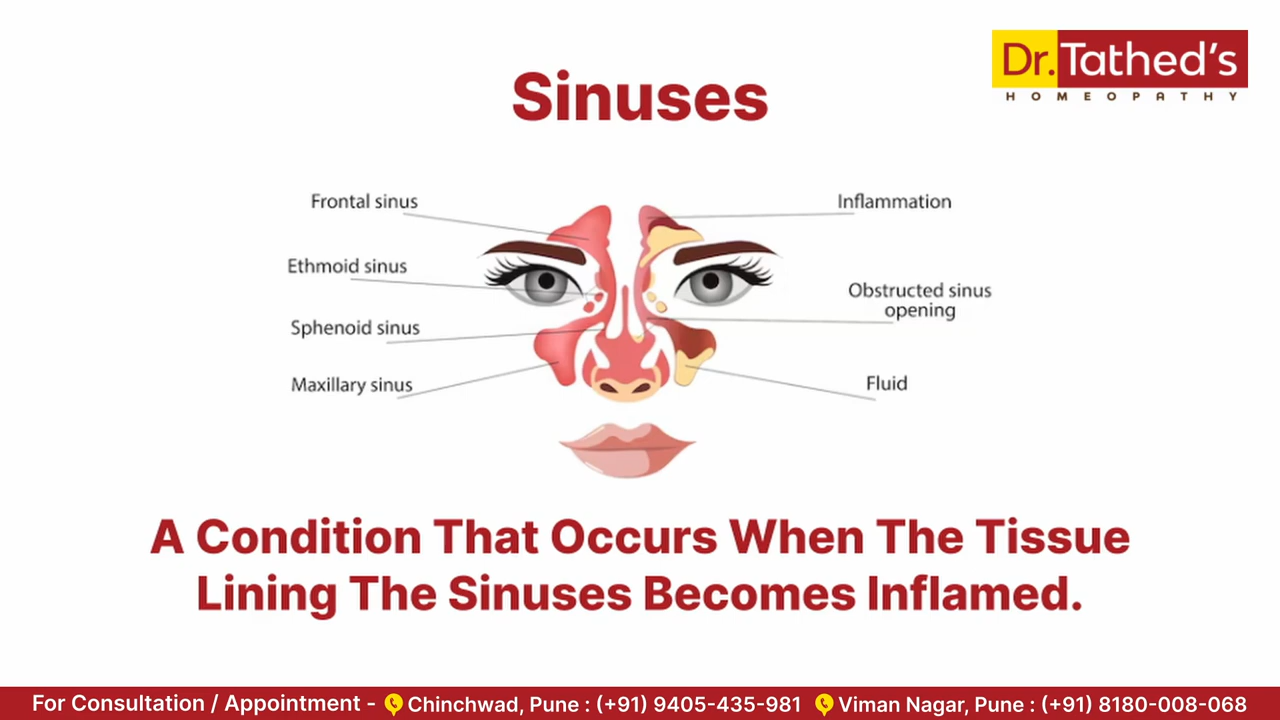 Dr. Tathed's
HOMEOPATHY
Sinuses
Frontal sinus
Ethmoid sinus
Sphenoid sinus
Maxillary sinus
Inflammation
Obstructed sinus
opening
Fluid
A Condition That Occurs When The Tissue
Lining The Sinuses Becomes Inflamed.
For Consultation / Appointment - Chinchwad, Pune : (+91) 9405-435-981 Viman Nagar, Pune : (+91) 8180-008-068